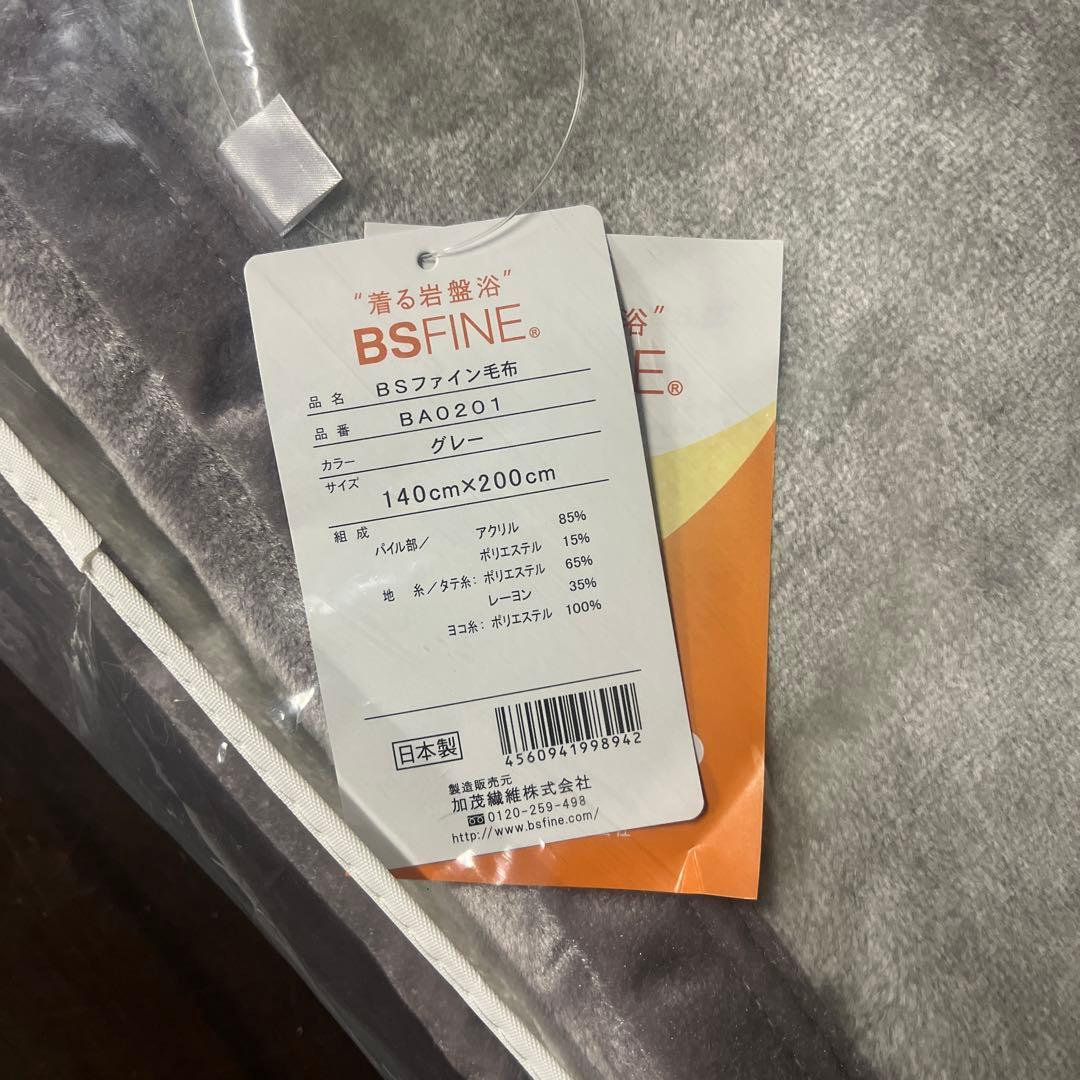 “着る岩盤浴”
BSFINE®
品名 BSファイン毛布
品番 BA0201
カラー グレー
サイズ 140cm×200cm
組成
パイル部／ アクリル 85%
ポリエステル 15%
地 糸／タテ糸：ポリエステル 65%
レーヨン 35%
ヨコ糸：ポリエステル 100%
日本製
4560941998942
製造販売元
加茂繊維株式会社
0120-259-498
http://www.bsfine.com/
浴”
E®